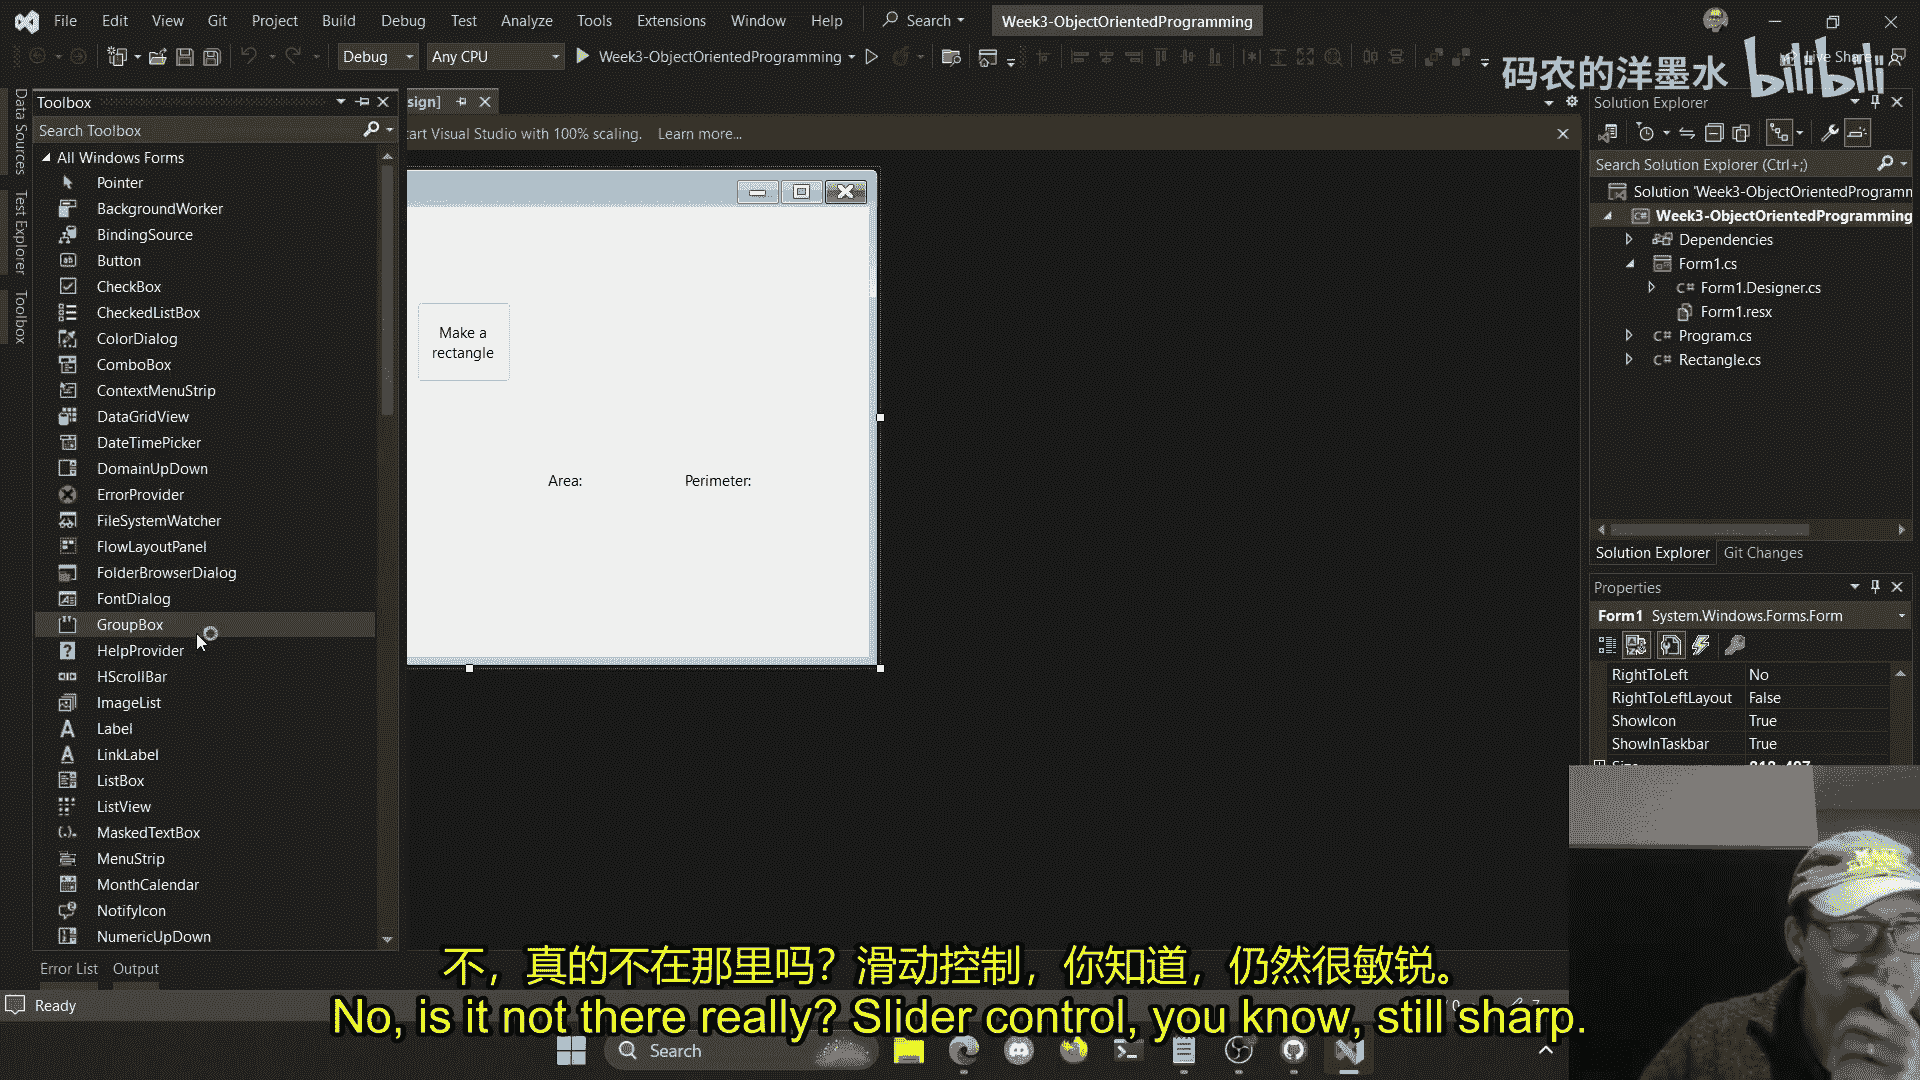 File Edit View Git Project Build Debug Test Analyze Tools Extensions Window Help Search Week3-ObjectOrientedProgramming
Debug Any CPU Week3-ObjectOrientedProgramming Live Share
码农的洋墨水 bilibili
Data Sources
Test Explorer
Toolbox
Toolbox
Search Toolbox
All Windows Forms
Pointer
BackgroundWorker
BindingSource
Button
CheckBox
CheckedListBox
ColorDialog
ComboBox
ContextMenuStrip
DataGridView
DateTimePicker
DomainUpDown
ErrorProvider
FileSystemWatcher
FlowLayoutPanel
FolderBrowserDialog
FontDialog
GroupBox
HelpProvider
HScrollBar
ImageList
Label
LinkLabel
ListBox
ListView
MaskedTextBox
MenuStrip
MonthCalendar
NotifyIcon
NumericUpDown
sign]
tart Visual Studio with 100% scaling. Learn more...
Make a
rectangle
Area: Perimeter:
Solution Explorer
Search Solution Explorer (Ctrl+;)
Solution 'Week3-ObjectOrientedProgramm
Week3-ObjectOrientedProgramming
Dependencies
Form1.cs
C# Form1.Designer.cs
Form1.resx
C# Program.cs
C# Rectangle.cs
Solution Explorer Git Changes
Properties
Form1 System.Windows.Forms.Form
RightToLeft No
RightToLeftLayout False
ShowIcon True
ShowInTaskbar True
Error List Output
Ready
不，真的不在那里吗？滑动控制，你知道，仍然很敏锐。
No, is it not there really? Slider control, you know, still sharp.
Search